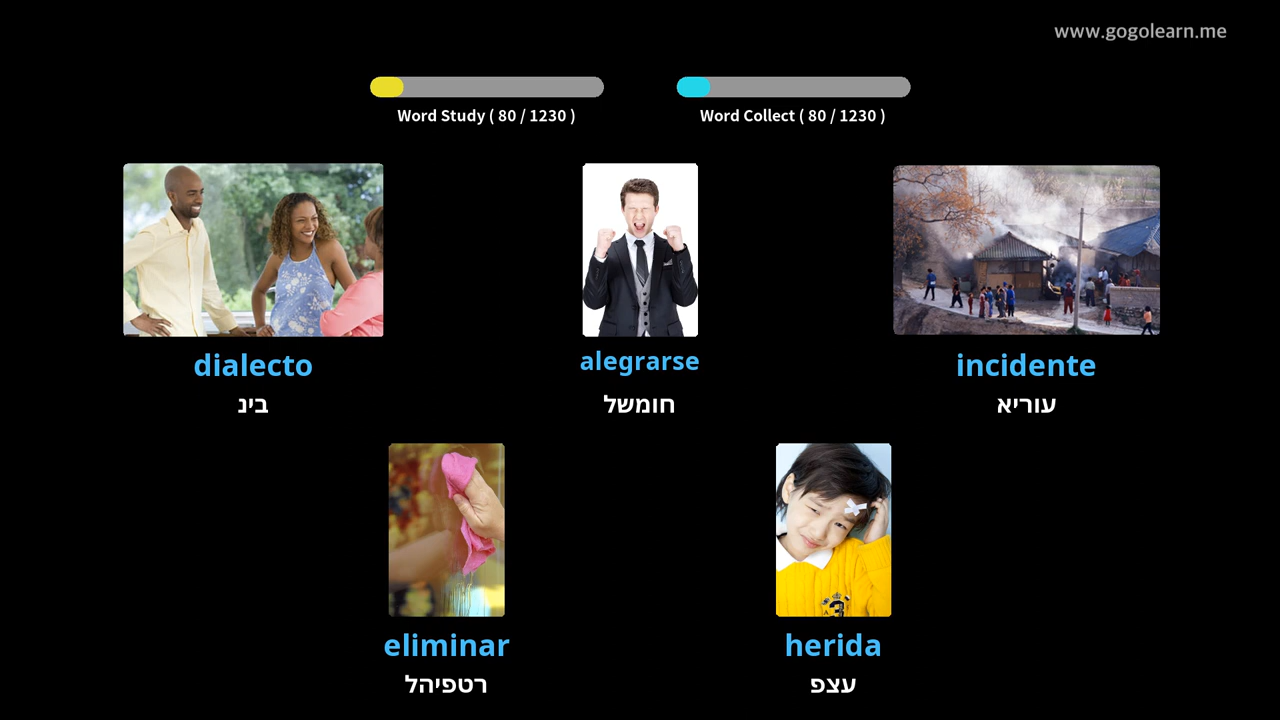 www.gogolearn.me
Word Study ( 80 / 1230 )
Word Collect ( 80 / 1230 )
dialecto
בינ
alegrarse
חומשל
incidente
עוריא
eliminar
רטפיהל
herida
עצפ